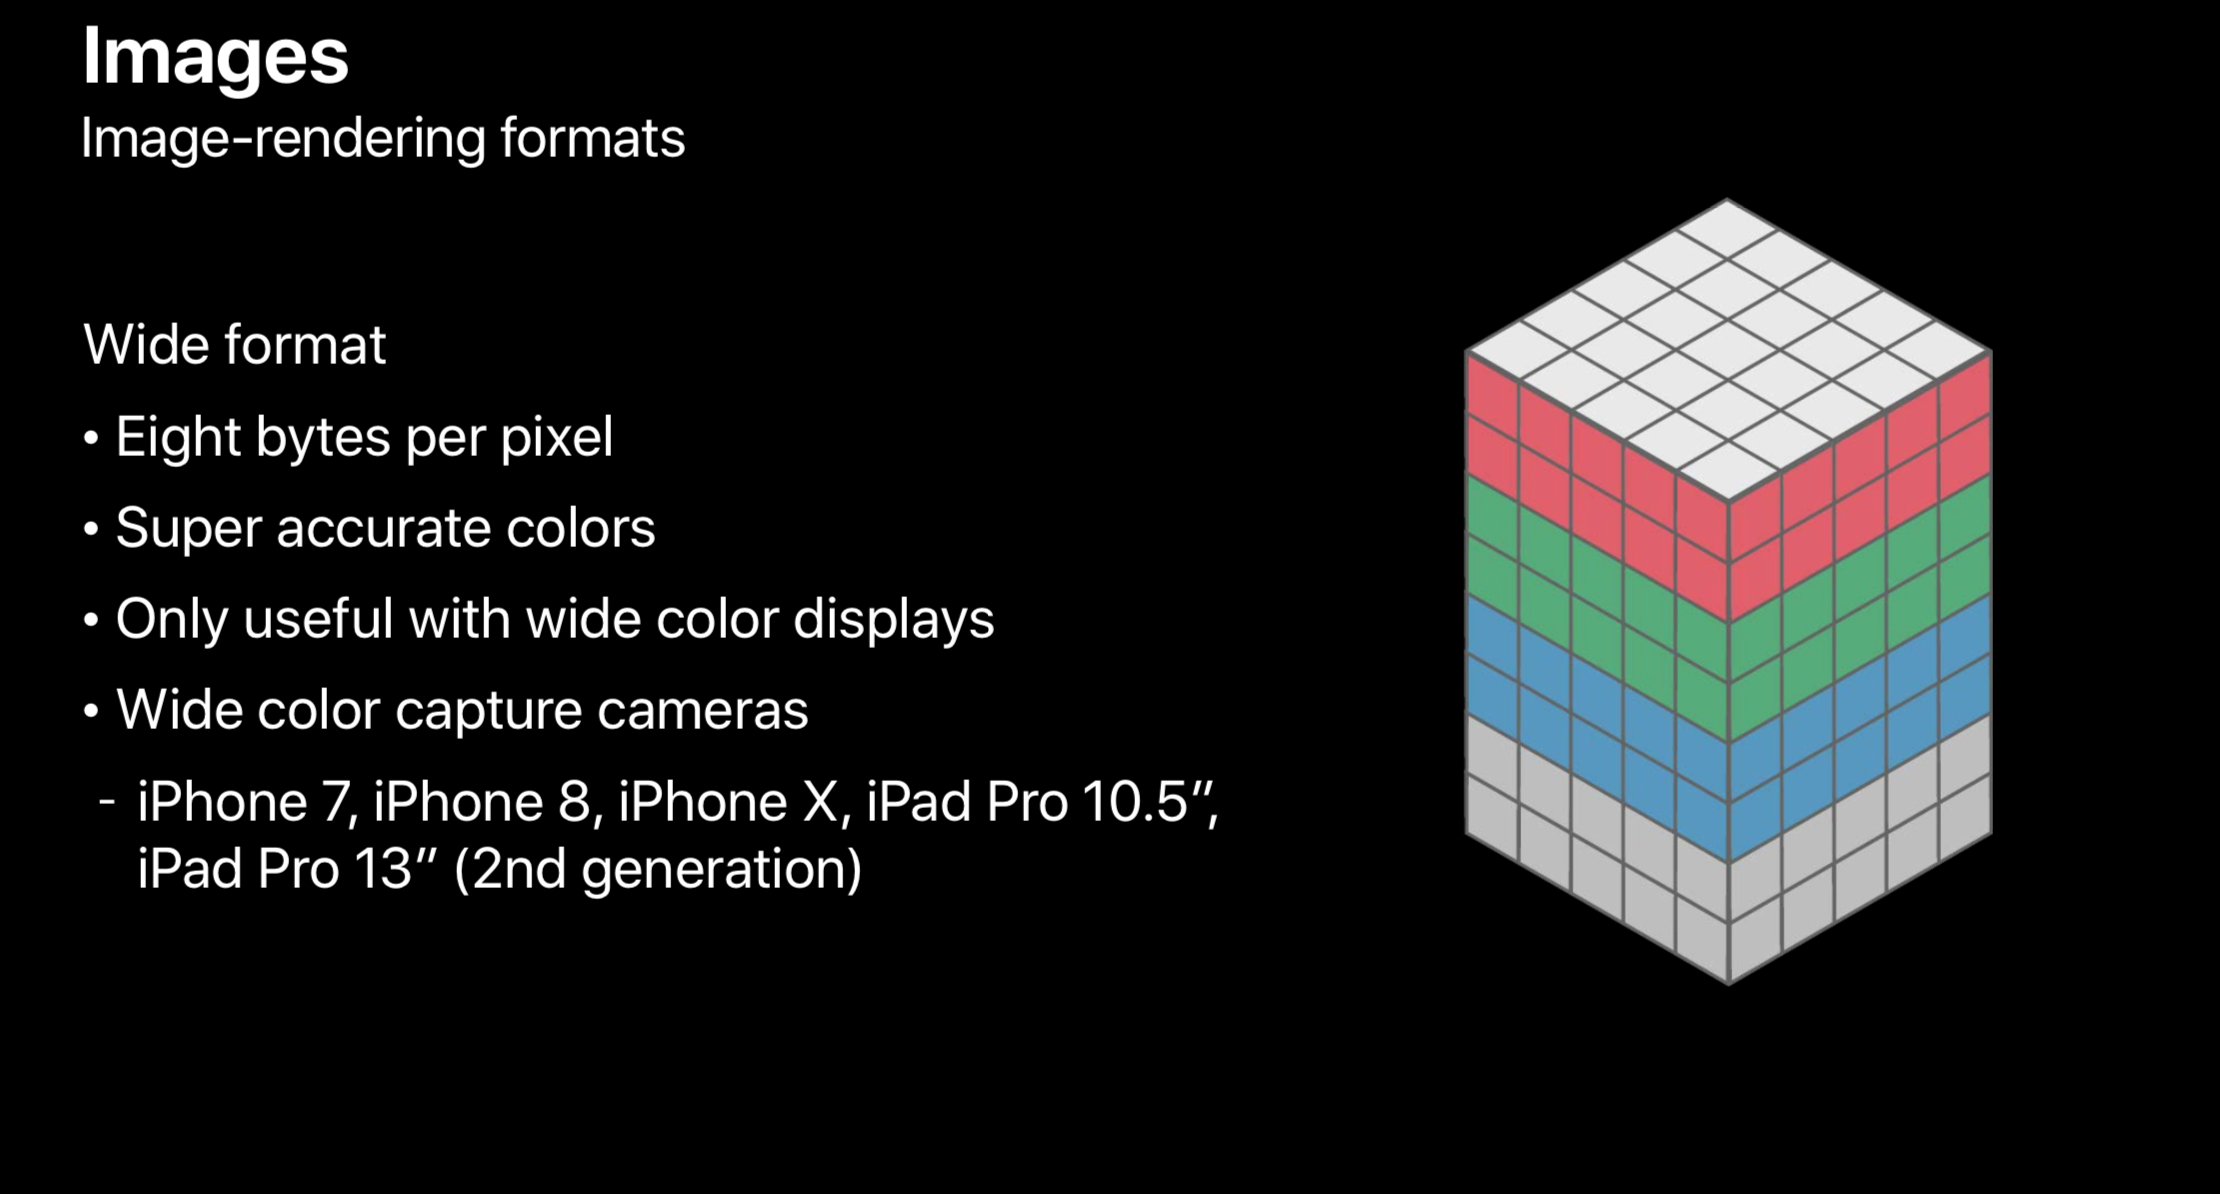 Images
Image-rendering formats
Wide format
• Eight bytes per pixel
• Super accurate colors
• Only useful with wide color displays
• Wide color capture cameras
- iPhone 7, iPhone 8, iPhone X, iPad Pro 10.5″,
iPad Pro 13″ (2nd generation)